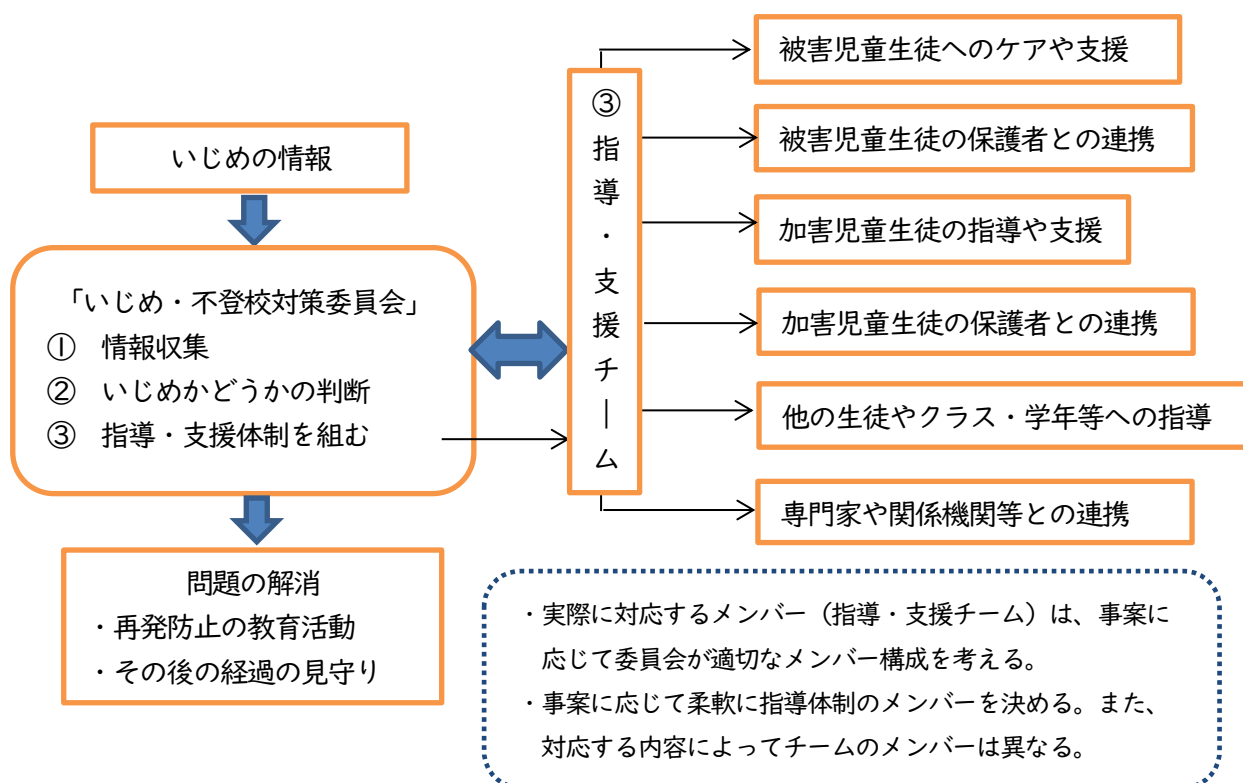 いじめの情報
「いじめ・不登校対策委員会」
① 情報収集
② いじめかどうかの判断
③ 指導・支援体制を組む
問題の解消
・再発防止の教育活動
・その後の経過の見守り
③指導・支援チーム
被害児童生徒へのケアや支援
被害児童生徒の保護者との連携
加害児童生徒の指導や支援
加害児童生徒の保護者との連携
他の生徒やクラス・学年等への指導
専門家や関係機関等との連携
・実際に対応するメンバー（指導・支援チーム）は、事案に
応じて委員会が適切なメンバー構成を考える。
・事案に応じて柔軟に指導体制のメンバーを決める。また、
対応する内容によってチームのメンバーは異なる。